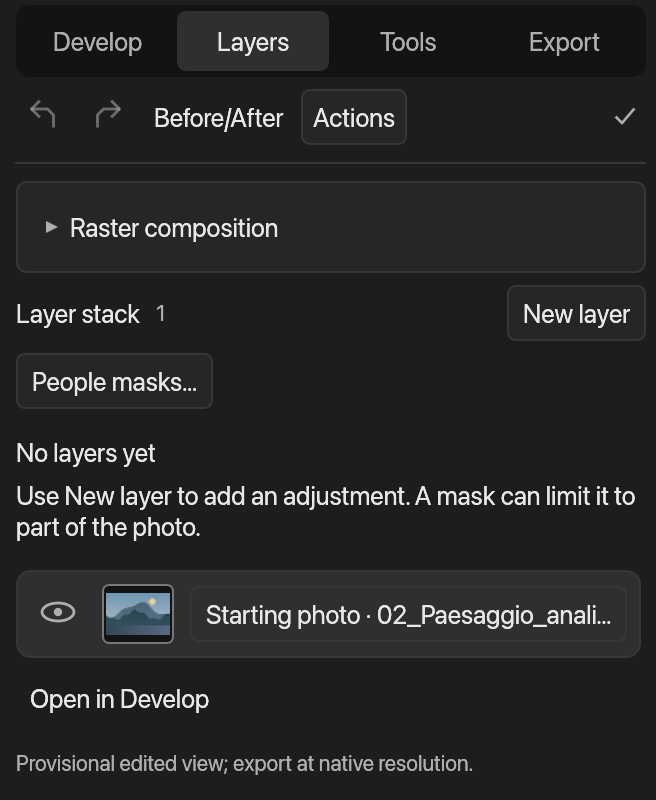 Develop Layers Tools Export
Before/After Actions
Raster composition
Layer stack 1 New layer
People masks...
No layers yet
Use New layer to add an adjustment. A mask can limit it to
part of the photo.
Starting photo · 02_Paesaggio_anali...
Open in Develop
Provisional edited view; export at native resolution.